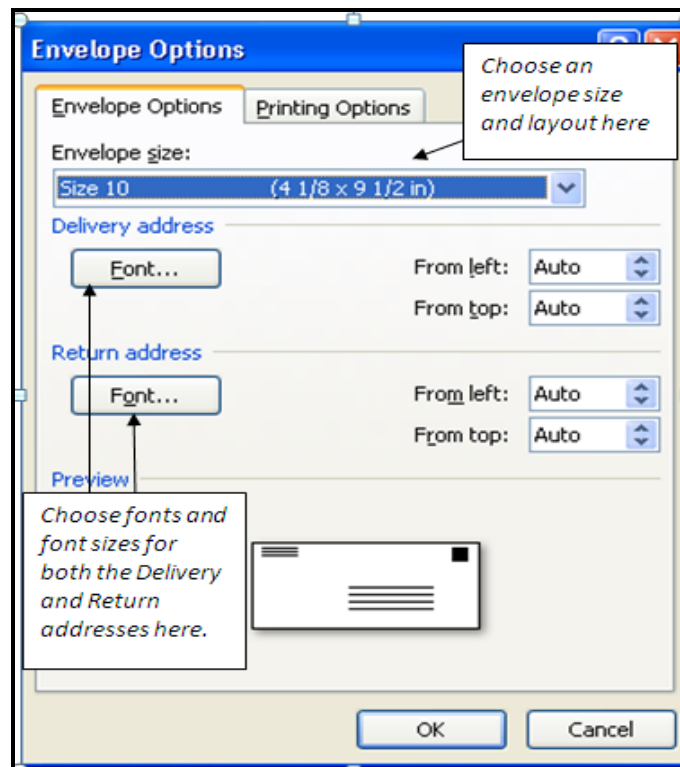 Envelope Options
Choose an
envelope size
and layout here
Envelope Options
Printing Options
Envelope size:
Size 10 (4 1/8 x 9 1/2 in)
Delivery address
Font...
From left: Auto
From top: Auto
Return address
Font...
From left: Auto
From top: Auto
Preview
Choose fonts and
font sizes for
both the Delivery
and Return
addresses here.
OK
Cancel